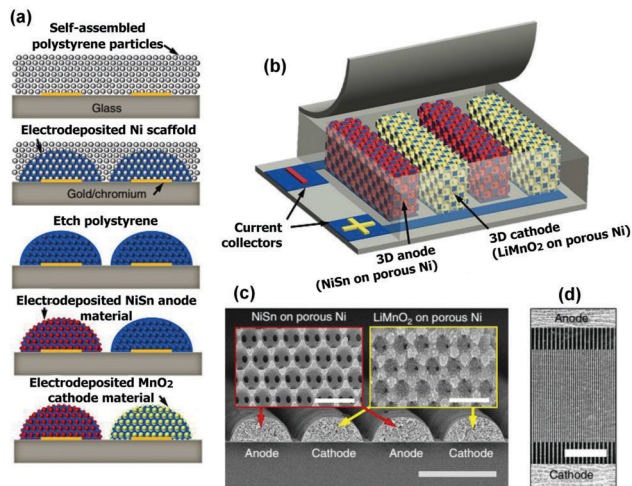 (a)
Self-assembled
polystyrene particles
Glass
Electrodeposited Ni scaffold
Gold/chromium
Etch polystyrene
Electrodeposited NiSn anode
material
Electrodeposited MnO₂
cathode material
(b)
Current
collectors
3D anode
(NiSn on porous Ni)
3D cathode
(LiMnO₂ on porous Ni)
(c)
NiSn on porous Ni
LiMnO₂ on porous Ni
Anode
Cathode
Anode
Cathode
(d)
Anode
Cathode